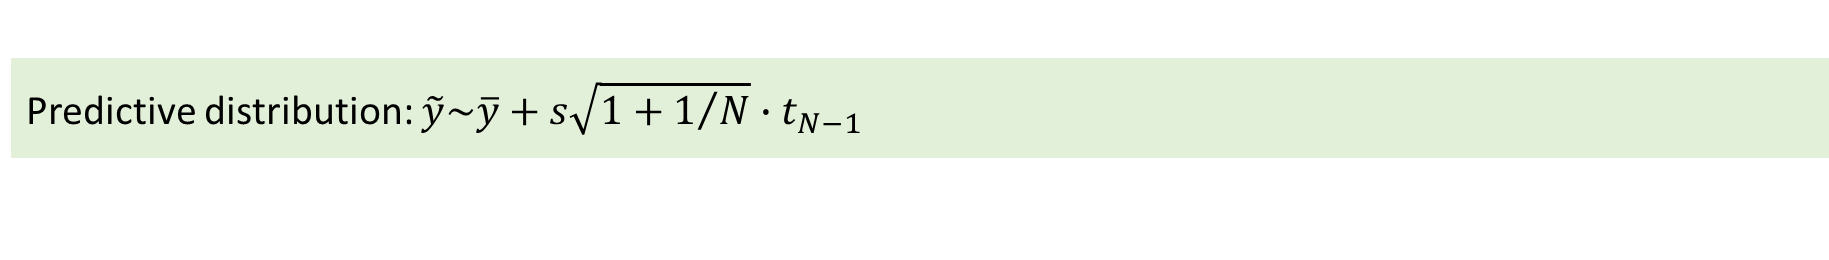 Predictive distribution: ỹ~ȳ + s√(1 + 1/N) · t_{N−1}